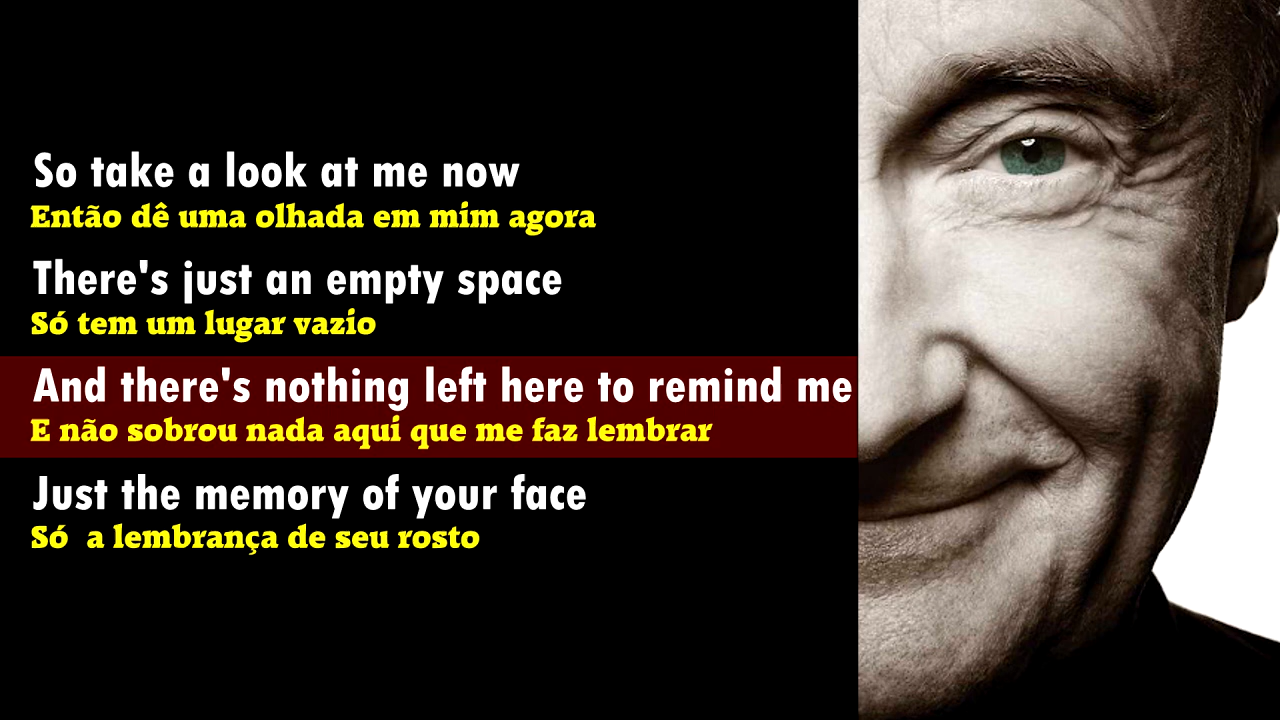 So take a look at me now
Então dê uma olhada em mim agora
There's just an empty space
Só tem um lugar vazio
And there's nothing left here to remind me
E não sobrou nada aqui que me faz lembrar
Just the memory of your face
Só  a lembrança de seu rosto